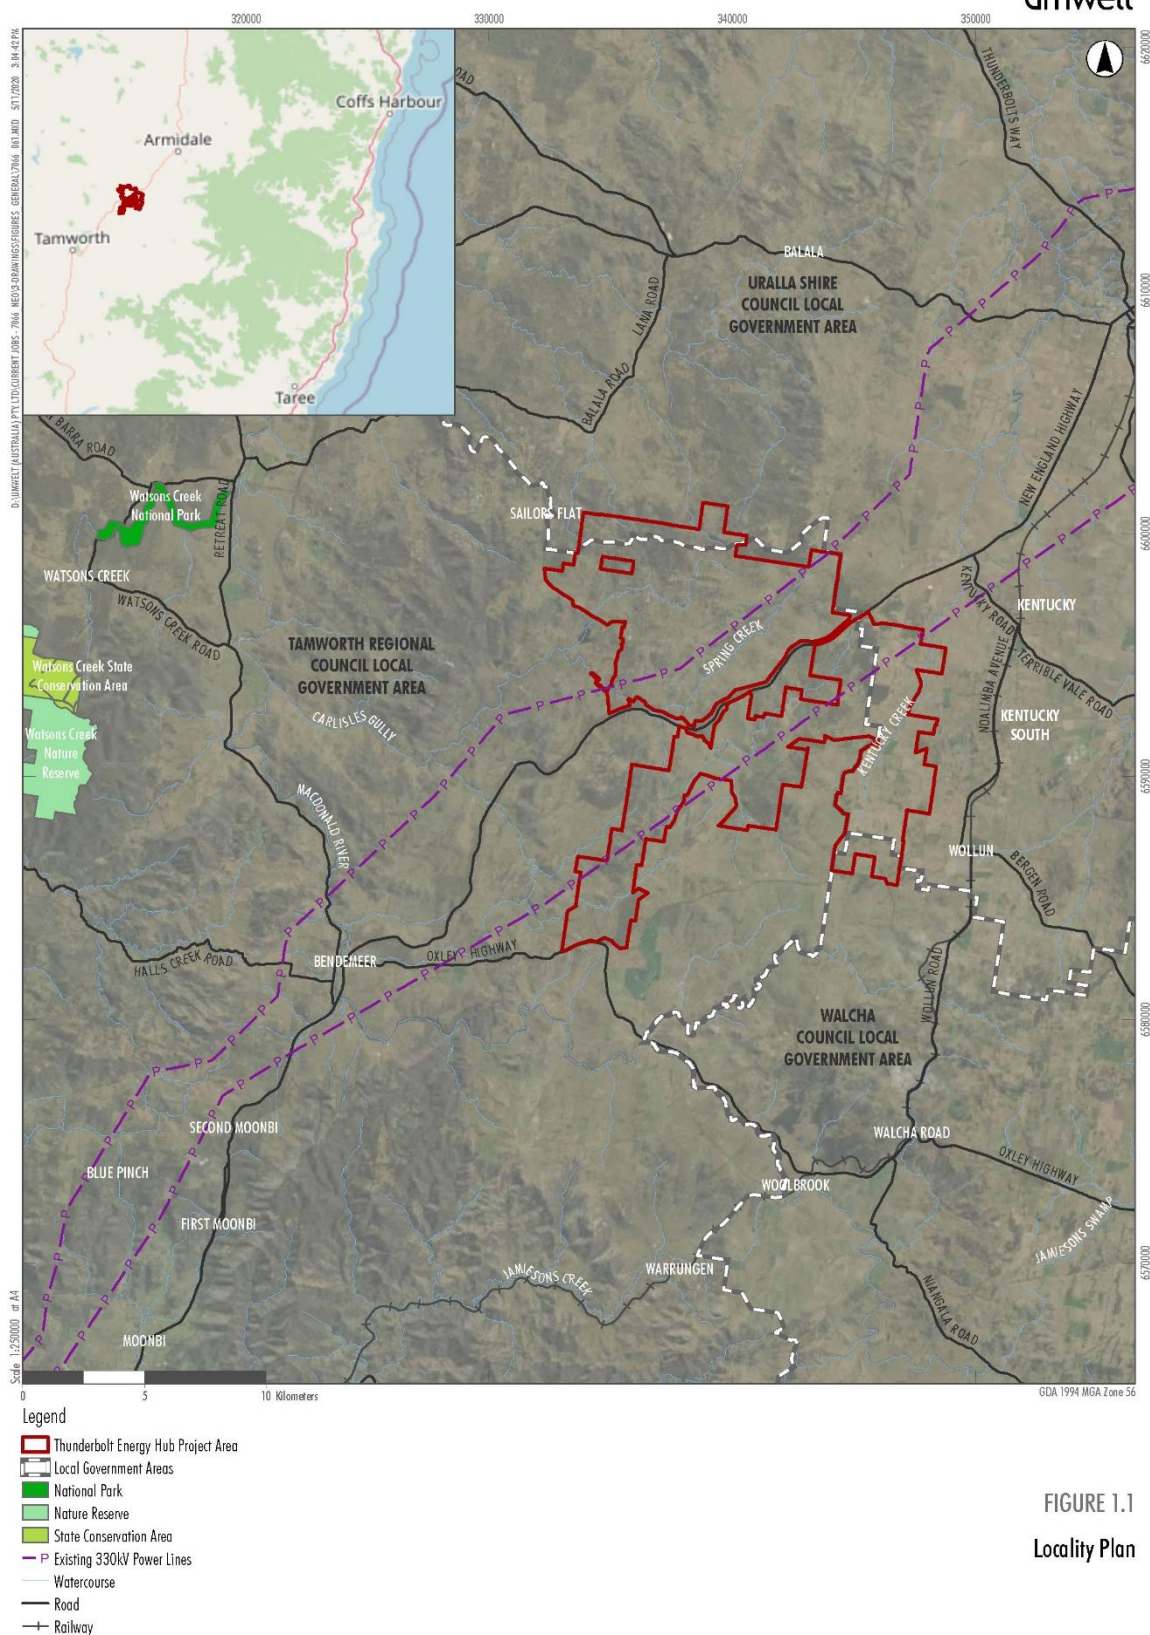 320000
330000
340000
350000
6620000
6610000
6600000
6590000
6580000
6570000
Coffs Harbour
Armidale
Tamworth
Taree
THUNDERBOLTS WAY
BALALA
URALLA SHIRE
COUNCIL LOCAL
GOVERNMENT AREA
LANA ROAD
BALALA ROAD
NEW ENGLAND HIGHWAY
BARRA ROAD
Watsons Creek
National Park
RETREAT ROAD
SAILORS FLAT
WATSONS CREEK
WATSONS CREEK ROAD
KENTUCKY ROAD
KENTUCKY
TERRIBLE VALE ROAD
NOALIMBA AVENUE
KENTUCKY
SOUTH
SPRING CREEK
TAMWORTH REGIONAL
COUNCIL LOCAL
GOVERNMENT AREA
Watsons Creek State
Conservation Area
CARLISLES GULLY
KENTUCKY CREEK
Watsons Creek
Nature
Reserve
MACDONALD RIVER
WOLLUN
BERGEN ROAD
HALLS CREEK ROAD
BENDEMEER
OXLEY HIGHWAY
WOLLUN ROAD
WALCHA
COUNCIL LOCAL
GOVERNMENT AREA
SECOND MOONBI
WALCHA ROAD
BLUE PINCH
OXLEY HIGHWAY
WOOLBROOK
FIRST MOONBI
JAMIESONS SWAMP
WARRUNGEN
JAMIESONS CREEK
NIANGALA ROAD
MOONBI
Scale 1:250000 at A4
0 5 10 Kilometers
GDA 1994 MGA Zone 56
Legend
Thunderbolt Energy Hub Project Area
Local Government Areas
National Park
Nature Reserve
State Conservation Area
P Existing 330kV Power Lines
Watercourse
Road
Railway
FIGURE 1.1
Locality Plan